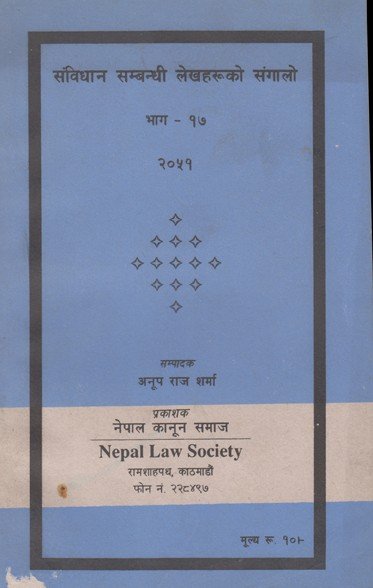 संविधान सम्बन्धी लेखहरूको संगालो
भाग - १७
२०५१
सम्पादक
अनूप राज शर्मा
प्रकाशक
नेपाल कानून समाज
Nepal Law Society
रामशाहपथ, काठमाडौं
फोन नं. २२८४९७
मूल्य रू. १०।-